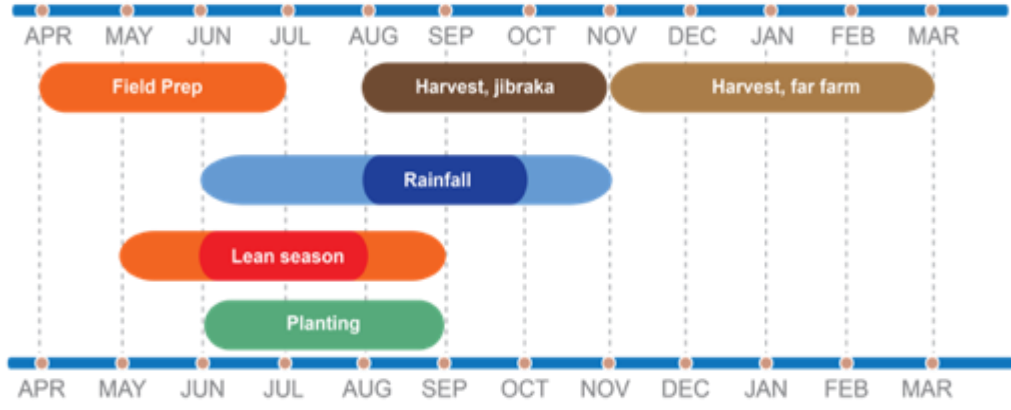 APR MAY JUN JUL AUG SEP OCT NOV DEC JAN FEB MAR
Field Prep Harvest, jibraka Harvest, far farm
Rainfall
Lean season
Planting
APR MAY JUN JUL AUG SEP OCT NOV DEC JAN FEB MAR